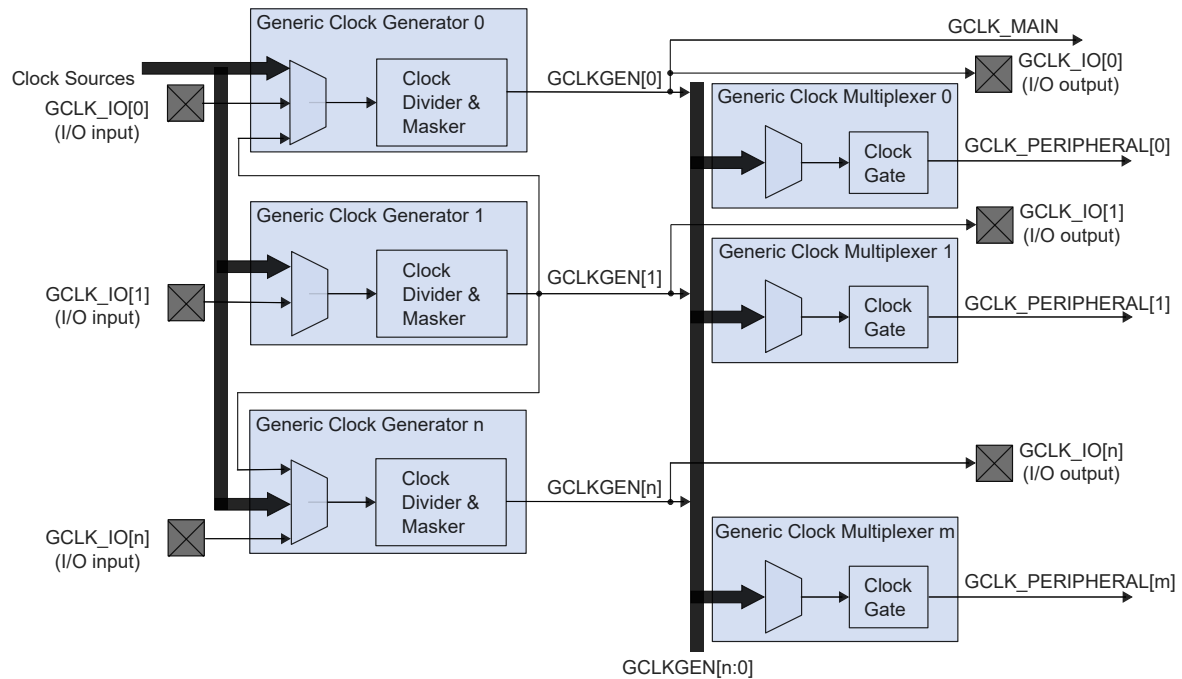 Generic Clock Generator 0
Clock Sources
GCLK_IO[0]
(I/O input)
Clock
Divider &
Masker
GCLKGEN[0]
GCLK_MAIN
GCLK_IO[0]
(I/O output)
Generic Clock Multiplexer 0
Clock
Gate
GCLK_PERIPHERAL[0]
Generic Clock Generator 1
GCLK_IO[1]
(I/O input)
Clock
Divider &
Masker
GCLKGEN[1]
GCLK_IO[1]
(I/O output)
Generic Clock Multiplexer 1
Clock
Gate
GCLK_PERIPHERAL[1]
Generic Clock Generator n
GCLK_IO[n]
(I/O input)
Clock
Divider &
Masker
GCLKGEN[n]
GCLK_IO[n]
(I/O output)
Generic Clock Multiplexer m
Clock
Gate
GCLK_PERIPHERAL[m]
GCLKGEN[n:0]